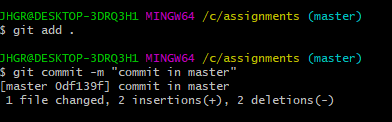 JHGR@DESKTOP-3DRQ3H1 MINGW64 /c/assignments (master)
$ git add .
JHGR@DESKTOP-3DRQ3H1 MINGW64 /c/assignments (master)
$ git commit -m "commit in master"
[master 0df139f] commit in master
 1 file changed, 2 insertions(+), 2 deletions(-)